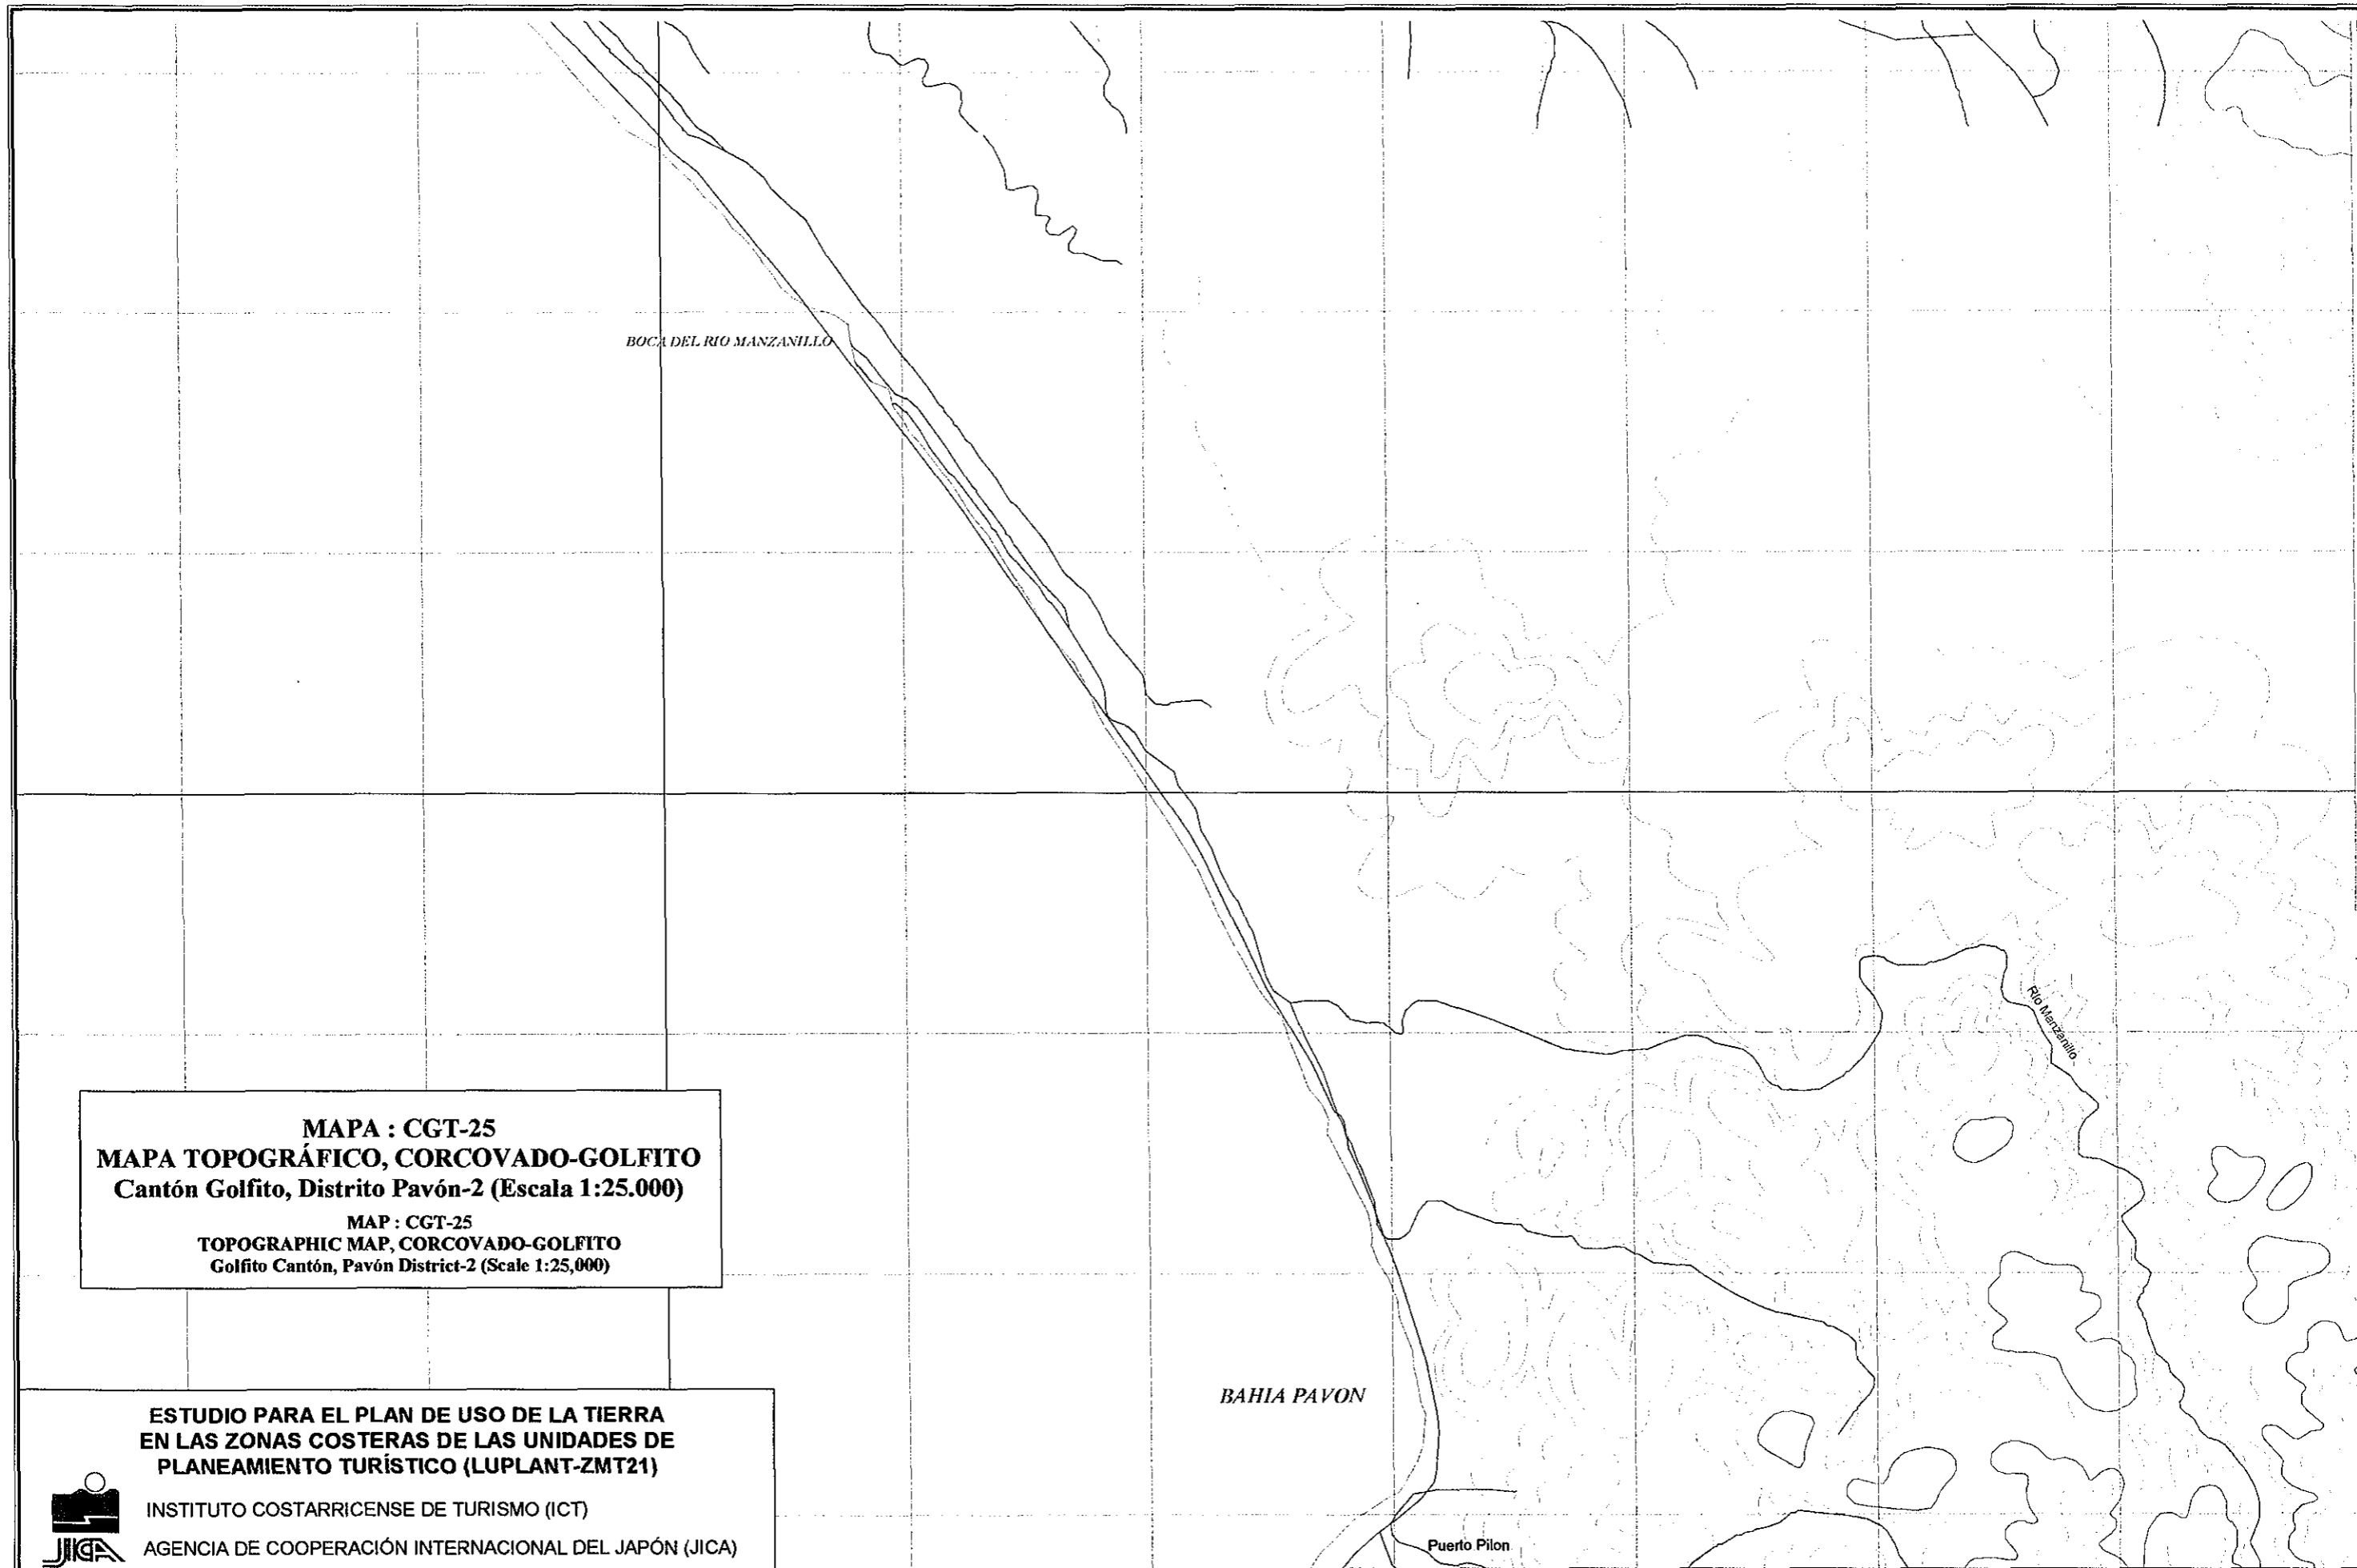 BOCA DEL RIO MANZANILLO
Río Manzanillo
MAPA : CGT-25
MAPA TOPOGRÁFICO, CORCOVADO-GOLFITO
Cantón Golfito, Distrito Pavón-2 (Escala 1:25.000)
MAP : CGT-25
TOPOGRAPHIC MAP, CORCOVADO-GOLFITO
Golfito Cantón, Pavón District-2 (Scale 1:25,000)
BAHIA PAVON
ESTUDIO PARA EL PLAN DE USO DE LA TIERRA
EN LAS ZONAS COSTERAS DE LAS UNIDADES DE
PLANEAMIENTO TURÍSTICO (LUPLANT-ZMT21)
INSTITUTO COSTARRICENSE DE TURISMO (ICT)
JICA AGENCIA DE COOPERACIÓN INTERNACIONAL DEL JAPÓN (JICA)
Puerto Pilon